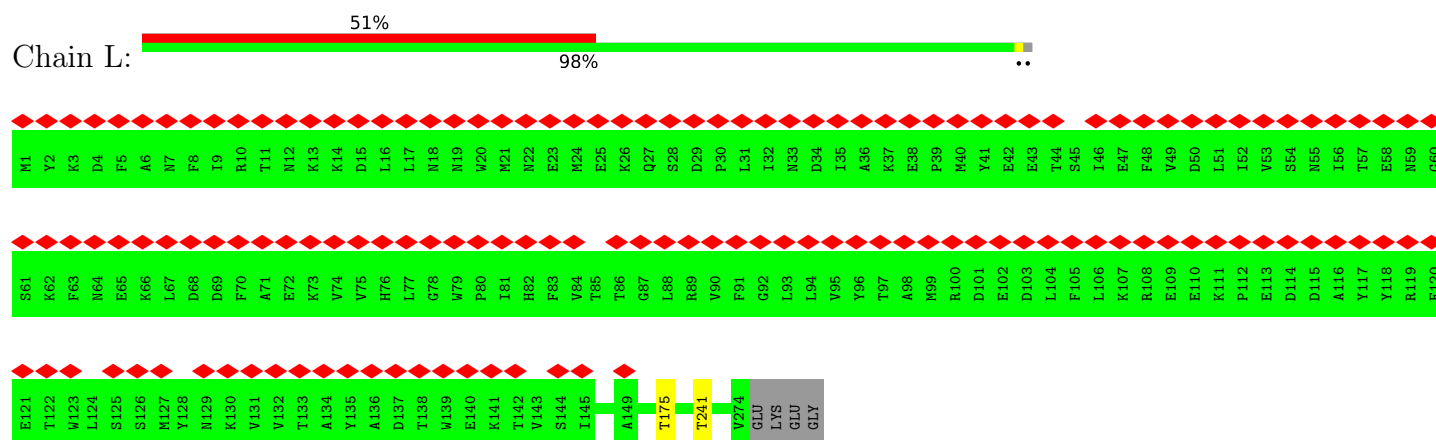 51%
Chain L:
98%
••
M1 Y2 K3 D4 F5 A6 N7 F8 I9 R10 T11 N12 K13 K14 D15 L16 L17 N18 N19 W20 M21 N22 E23 M24 E25 K26 Q27 S28 D29 P30 L31 I32 N33 D34 I35 A36 K37 E38 P39 M40 Y41 E42 E43 T44 S45 I46 E47 F48 V49 D50 L51 I52 V53 S54 N55 I56 T57 E58 N59 G60
S61 K62 F63 N64 E65 K66 L67 D68 D69 F70 A71 E72 K73 V74 V75 H76 L77 G78 W79 P80 I81 H82 F83 V84 T85 T86 G87 L88 R89 V90 F91 G92 L93 L94 V95 Y96 T97 A98 M99 R100 D101 E102 D103 L104 F105 L106 K107 R108 E109 E110 K111 P112 E113 D114 D115 A116 Y117 Y118 R119
E121 T122 W123 L124 S125 S126 M127 Y128 N129 K130 V131 V132 T133 A134 Y135 A136 D137 T138 W139 E140 K141 T142 V143 S144 I145 A149 T175 T241 V274 GLU LYS GLU GLY